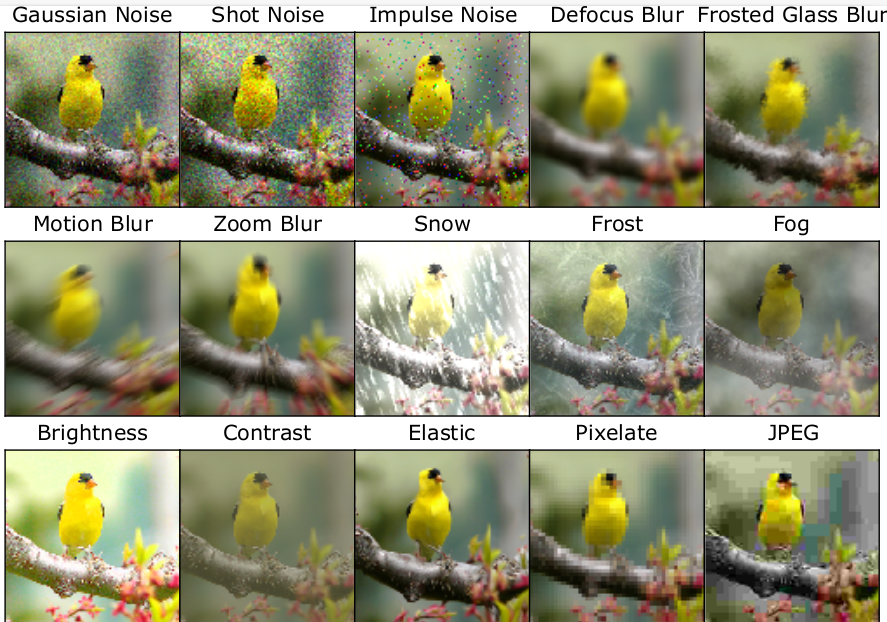 Gaussian Noise Shot Noise Impulse Noise Defocus Blur Frosted Glass Blur
Motion Blur Zoom Blur Snow Frost Fog
Brightness Contrast Elastic Pixelate JPEG